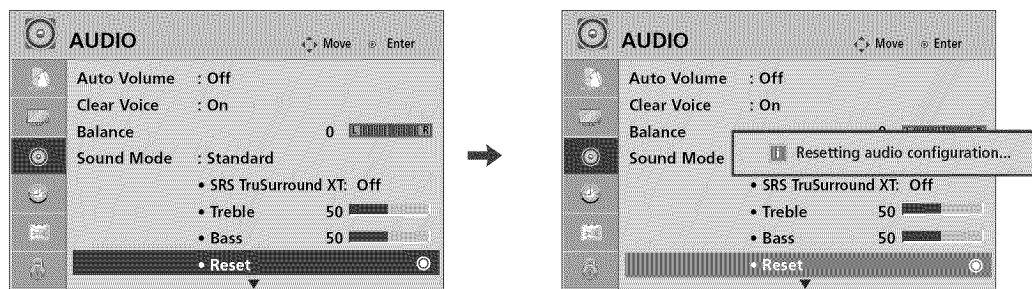 AUDIO
Move Enter
Auto Volume : Off
Clear Voice : On
Balance 0 L R
Sound Mode : Standard
• SRS TruSurround XT: Off
• Treble 50
• Bass 50
• Reset
AUDIO
Move Enter
Auto Volume : Off
Clear Voice : On
Balance 0
Sound Mode
Resetting audio configuration...
• SRS TruSurround XT: Off
• Treble 50
• Bass 50
• Reset